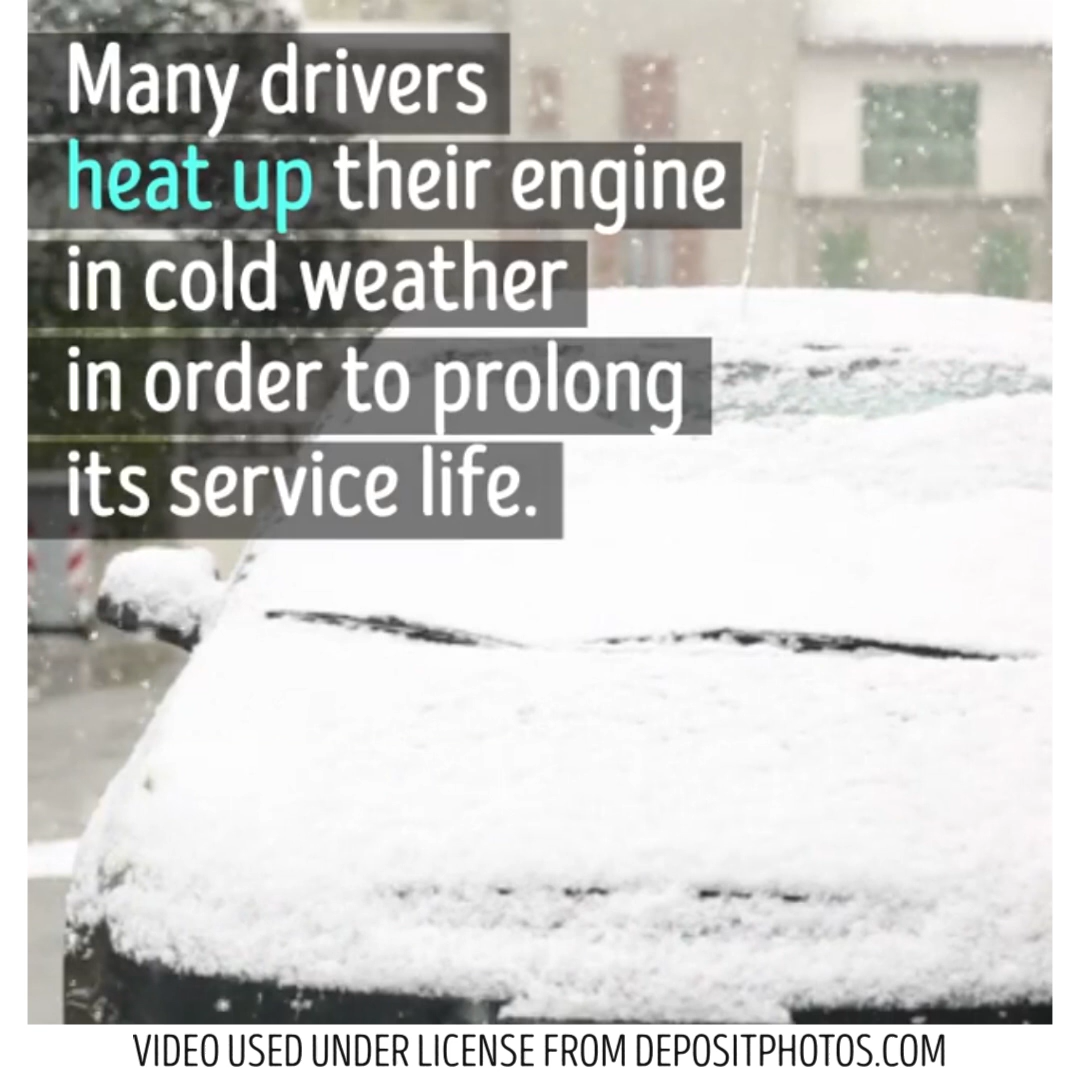 Many drivers
heat up their engine
in cold weather
in order to prolong
its service life.
VIDEO USED UNDER LICENSE FROM DEPOSITPHOTOS.COM